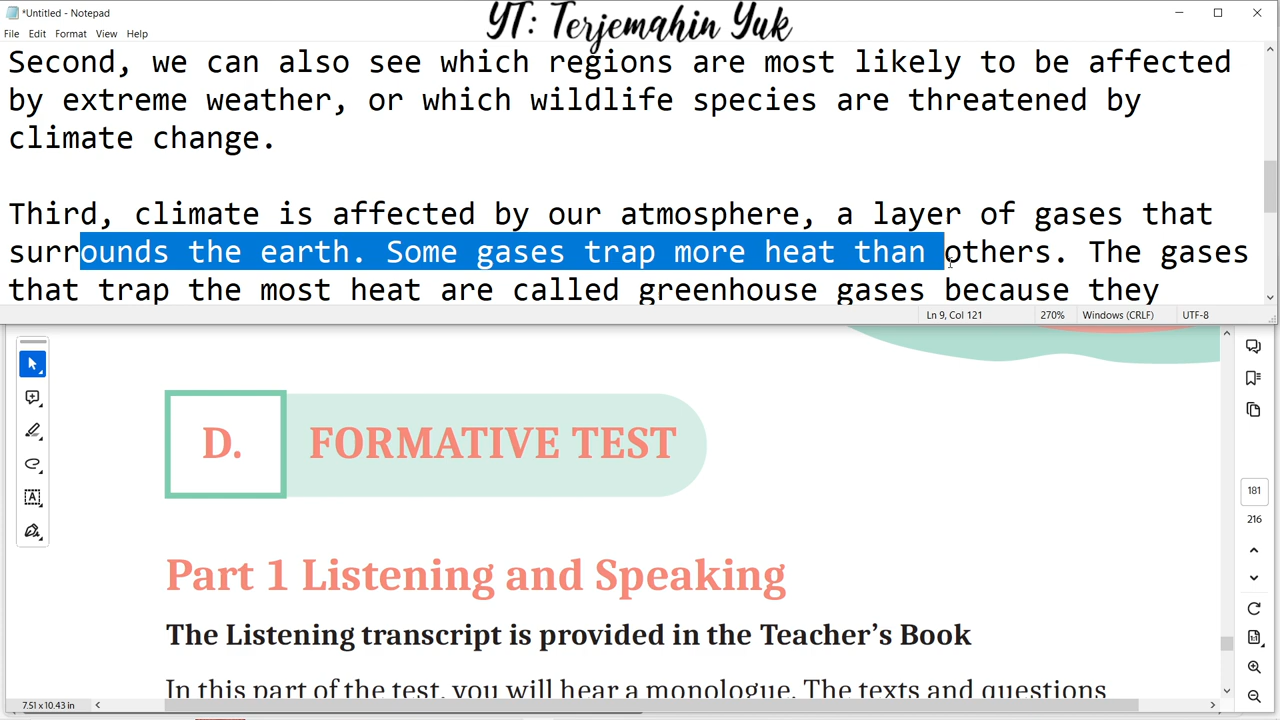 *Untitled - Notepad
YT: Terjemahin Yuk
File Edit Format View Help
Second, we can also see which regions are most likely to be affected
by extreme weather, or which wildlife species are threatened by
climate change.
Third, climate is affected by our atmosphere, a layer of gases that
surrounds the earth. Some gases trap more heat than others. The gases
that trap the most heat are called greenhouse gases because they
Ln 9, Col 121 270% Windows (CRLF) UTF-8
D. FORMATIVE TEST
Part 1 Listening and Speaking
The Listening transcript is provided in the Teacher’s Book
In this part of the test, you will hear a monologue. The texts and questions
181
216
7.51 x 10.43 in